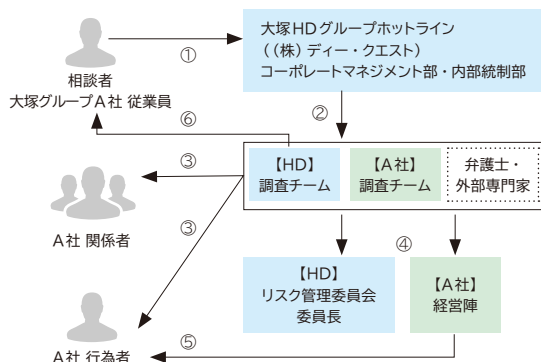 大塚HDグループホットライン
((株)ディー・クエスト)
コーポレートマネジメント部・内部統制部
①
相談者
大塚グループA社 従業員
②
⑥
【HD】
調査チーム
【A社】
調査チーム
弁護士・
外部専門家
③
A社 関係者
③
④
【HD】
リスク管理委員会
委員長
【A社】
経営陣
⑤
A社 行為者